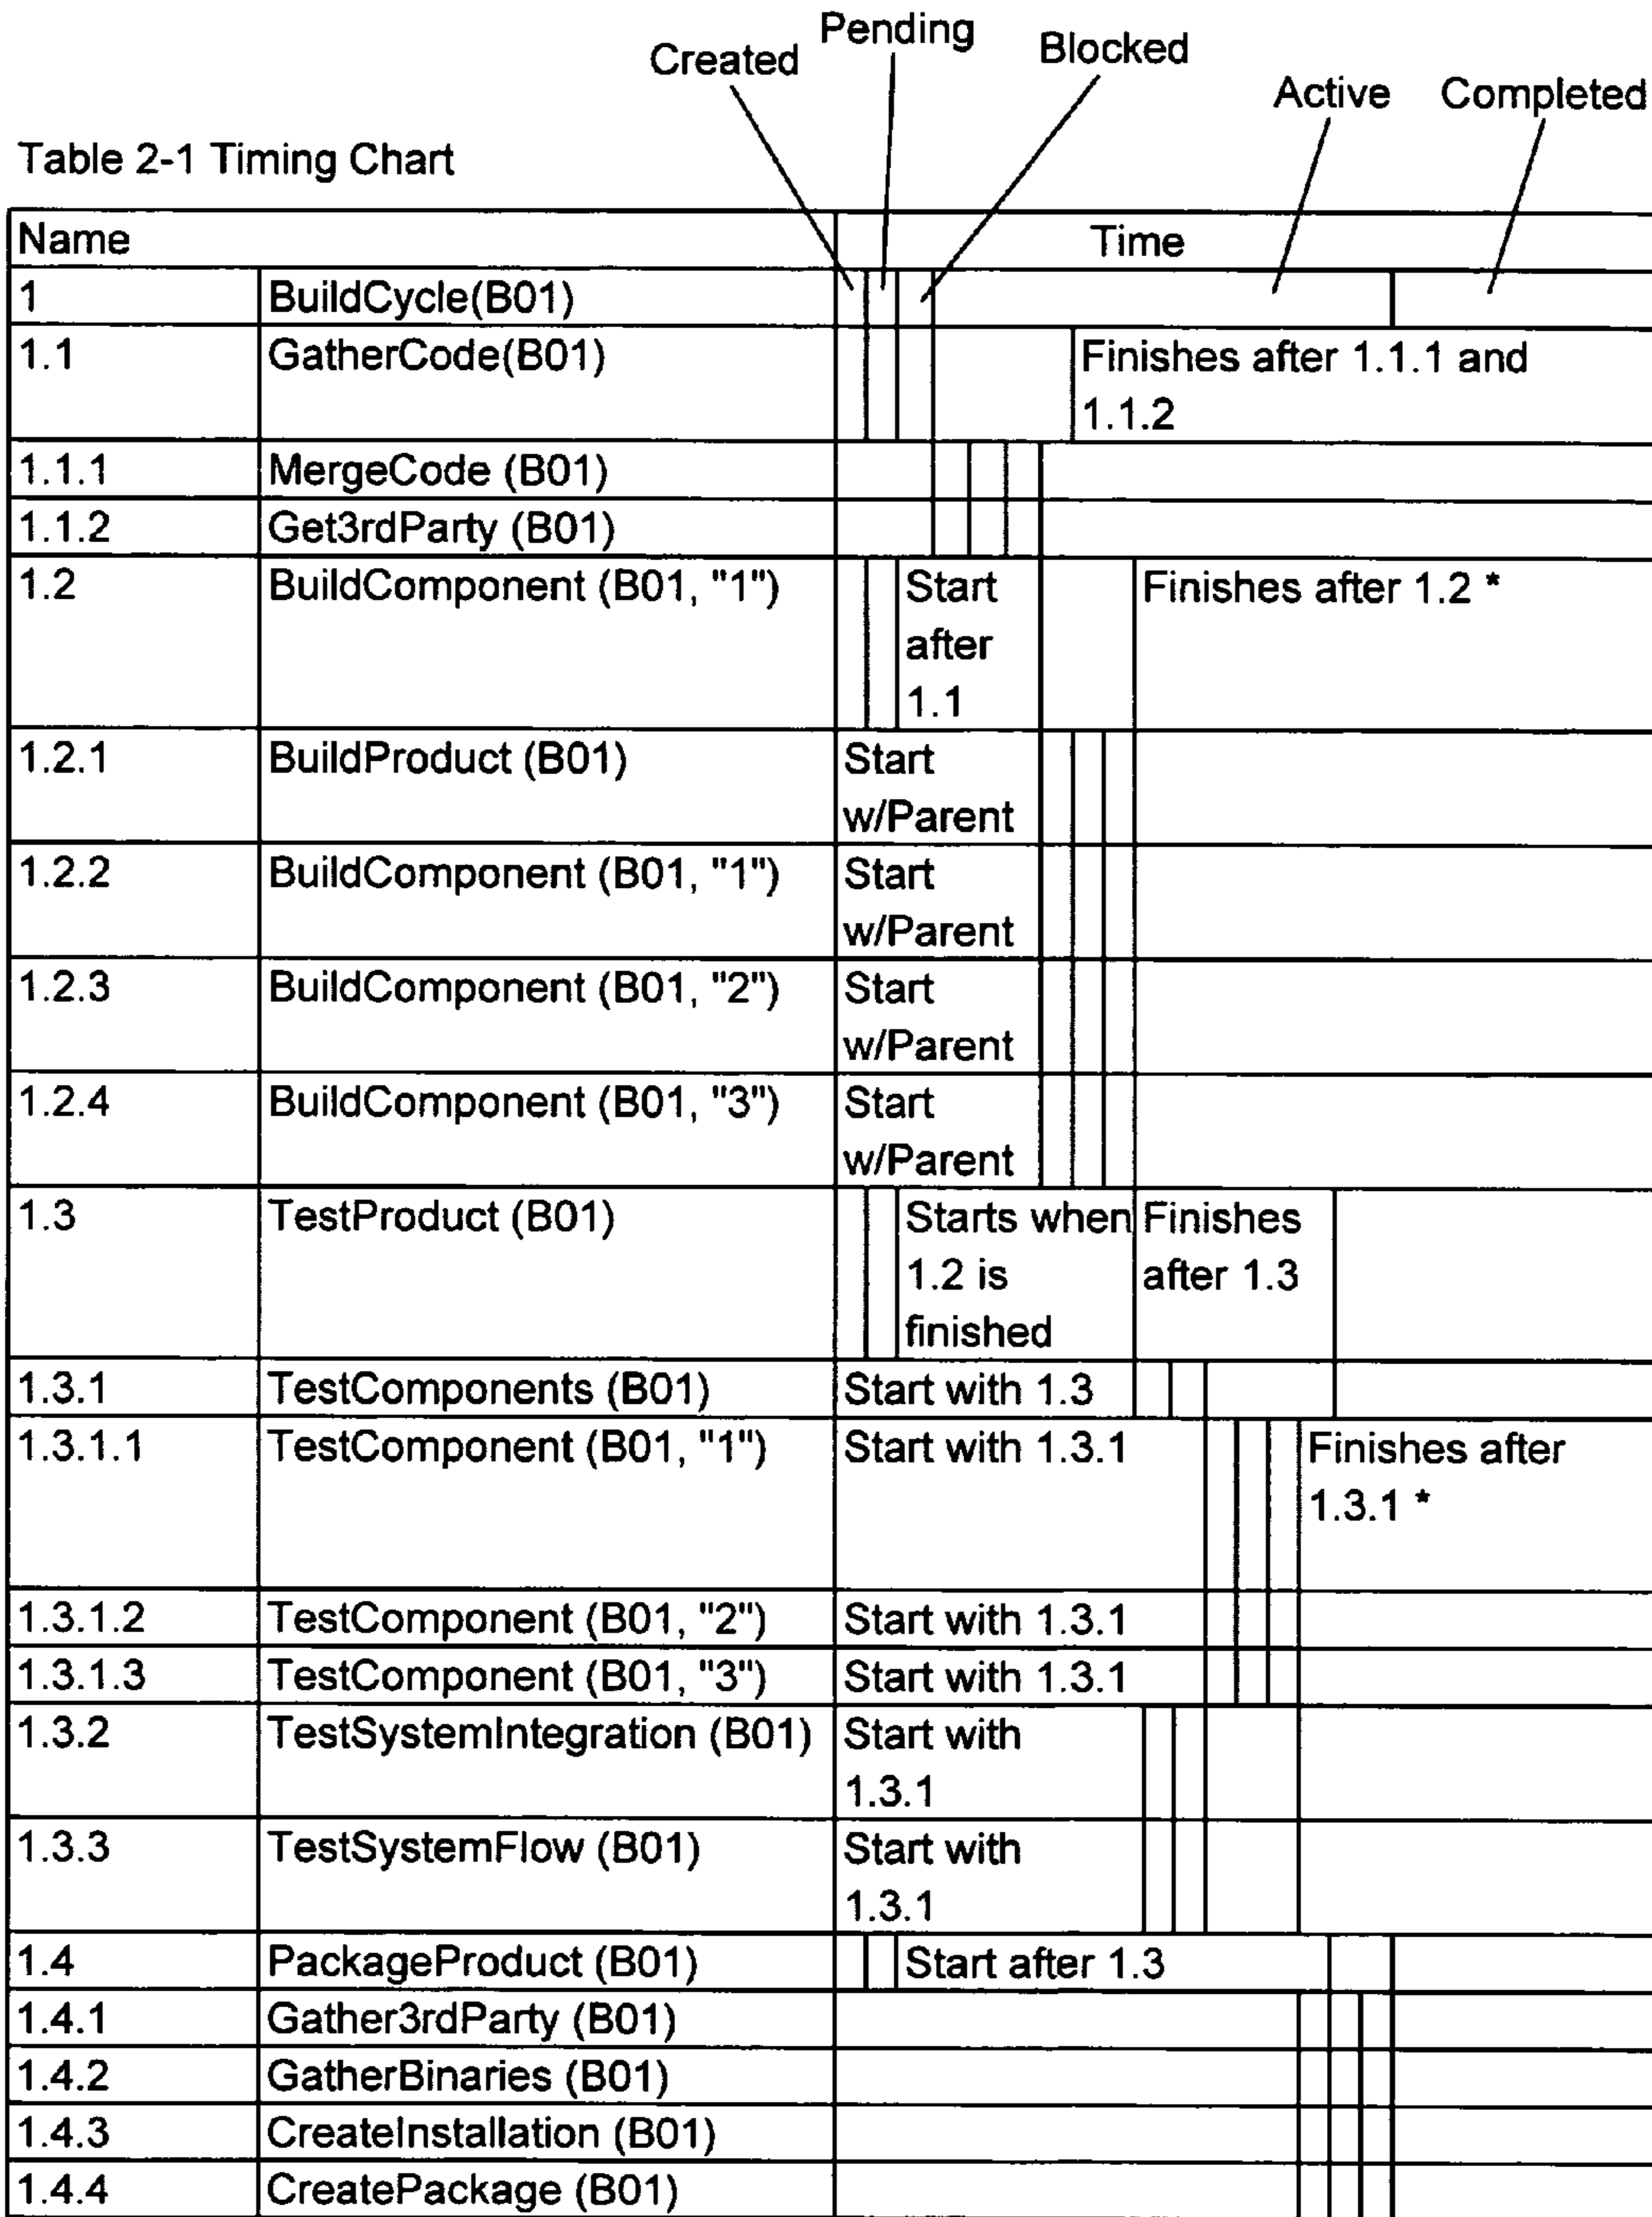 Pending
Created
Blocked
Active Completed
Table 2-1 Timing Chart
Name Time
1 BuildCycle(B01)
1.1 GatherCode(B01) Finishes after 1.1.1 and
1.1.2
1.1.1 MergeCode (B01)
1.1.2 Get3rdParty (B01)
1.2 BuildComponent (B01, "1") Start Finishes after 1.2 *
after
1.1
1.2.1 BuildProduct (B01) Start
w/Parent
1.2.2 BuildComponent (B01, "1") Start
w/Parent
1.2.3 BuildComponent (B01, "2") Start
w/Parent
1.2.4 BuildComponent (B01, "3") Start
w/Parent
1.3 TestProduct (B01) Starts when Finishes
1.2 is after 1.3
finished
1.3.1 TestComponents (B01) Start with 1.3
1.3.1.1 TestComponent (B01, "1") Start with 1.3.1 Finishes after
1.3.1 *
1.3.1.2 TestComponent (B01, "2") Start with 1.3.1
1.3.1.3 TestComponent (B01, "3") Start with 1.3.1
1.3.2 TestSystemIntegration (B01) Start with
1.3.1
1.3.3 TestSystemFlow (B01) Start with
1.3.1
1.4 PackageProduct (B01) Start after 1.3
1.4.1 Gather3rdParty (B01)
1.4.2 GatherBinaries (B01)
1.4.3 CreateInstallation (B01)
1.4.4 CreatePackage (B01)